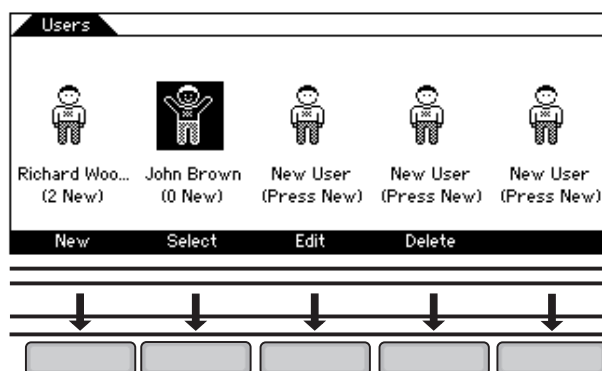 Users
Richard Woo... John Brown New User New User New User
(2 New) (0 New) (Press New) (Press New) (Press New)
New Select Edit Delete